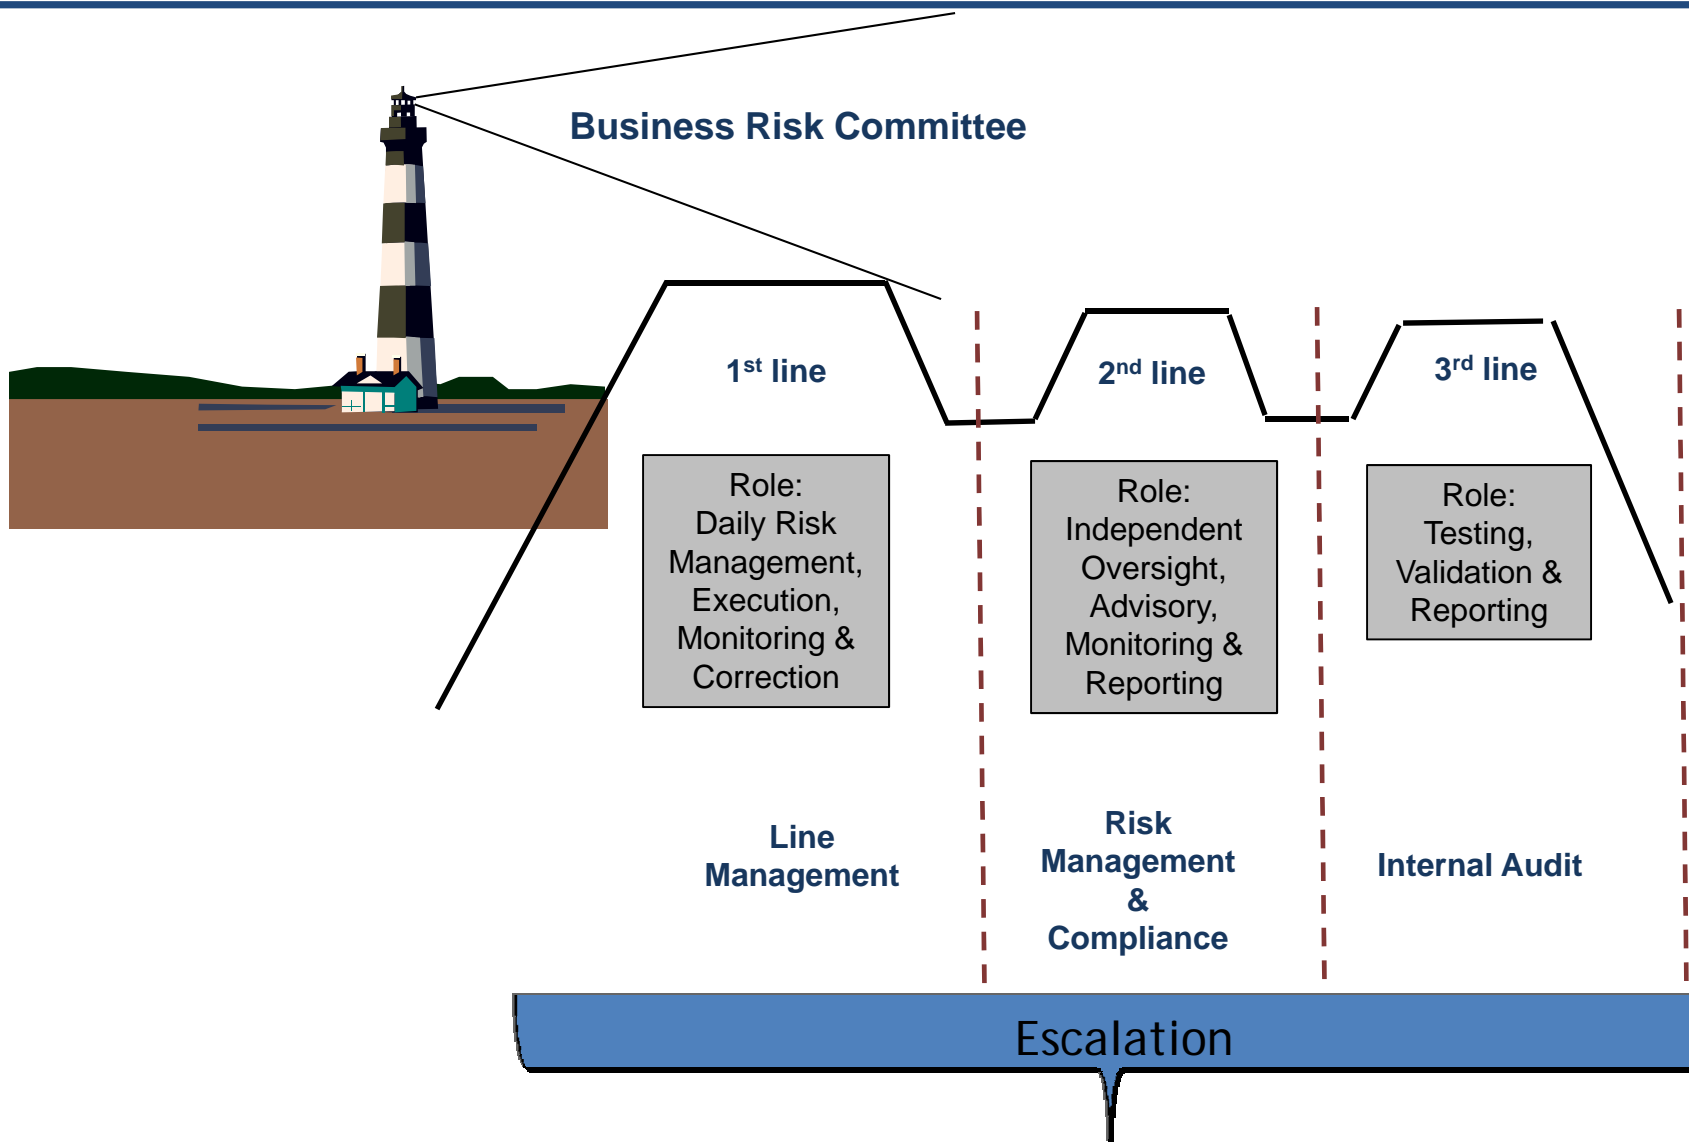 Business Risk Committee
1st line
2nd line
3rd line
Role:
Daily Risk
Management,
Execution,
Monitoring &
Correction
Role:
Independent
Oversight,
Advisory,
Monitoring &
Reporting
Role:
Testing,
Validation &
Reporting
Line
Management
Risk
Management
&
Compliance
Internal Audit
Escalation